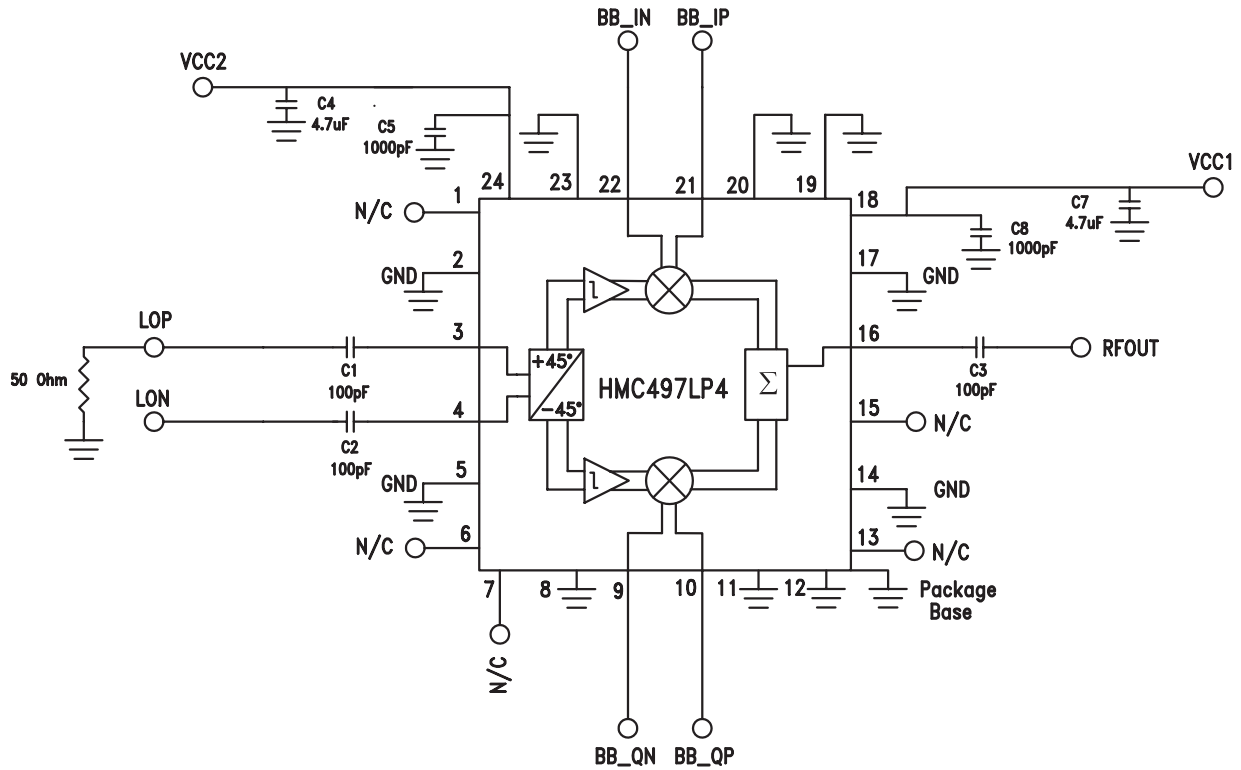 BB_IN BB_IP
VCC2
C4
4.7uF
C5
1000pF
VCC1
C7
4.7uF
C8
1000pF
24 23 22 21 20 19
1
N/C
18
2
GND
17
GND
LOP
3
16
RFOUT
50 Ohm
C1
100pF
+45°
-45°
HMC497LP4
Σ
C3
100pF
LON
4
15
N/C
C2
100pF
5
GND
14
GND
6
N/C
13
N/C
7 8 9 10 11 12
Package
Base
N/C
BB_QN BB_QP